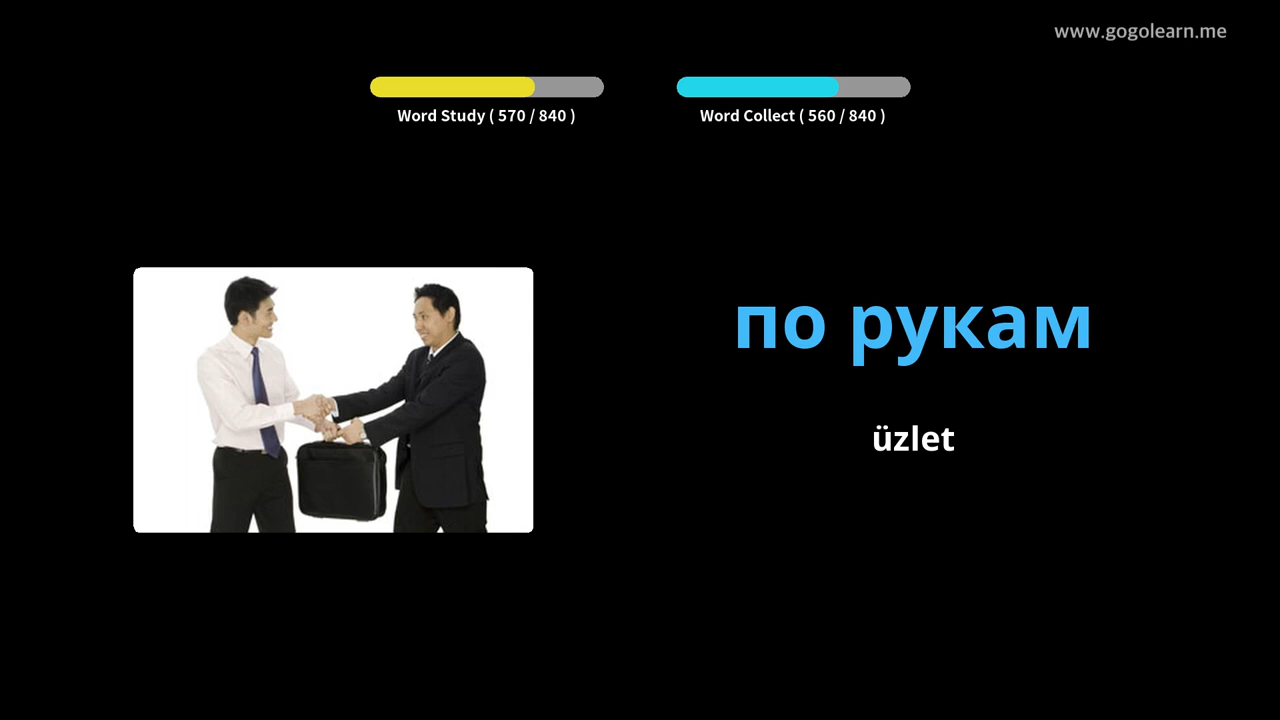 www.gogolearn.me
Word Study ( 570 / 840 )
Word Collect ( 560 / 840 )
по рукам
üzlet